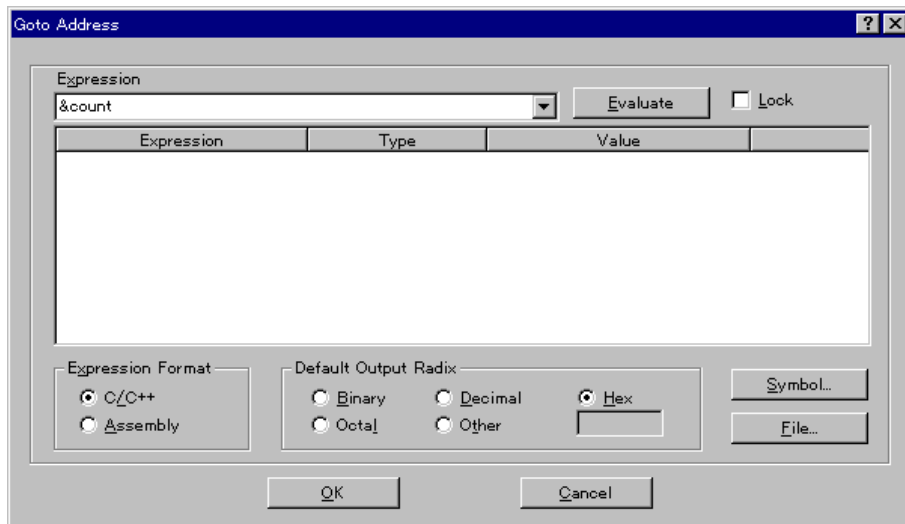 Goto Address
Expression
&count
Evaluate
Lock
Expression Type Value
Expression Format
C/C++
Assembly
Default Output Radix
Binary Decimal Hex
Octal Other
Symbol...
File...
OK Cancel